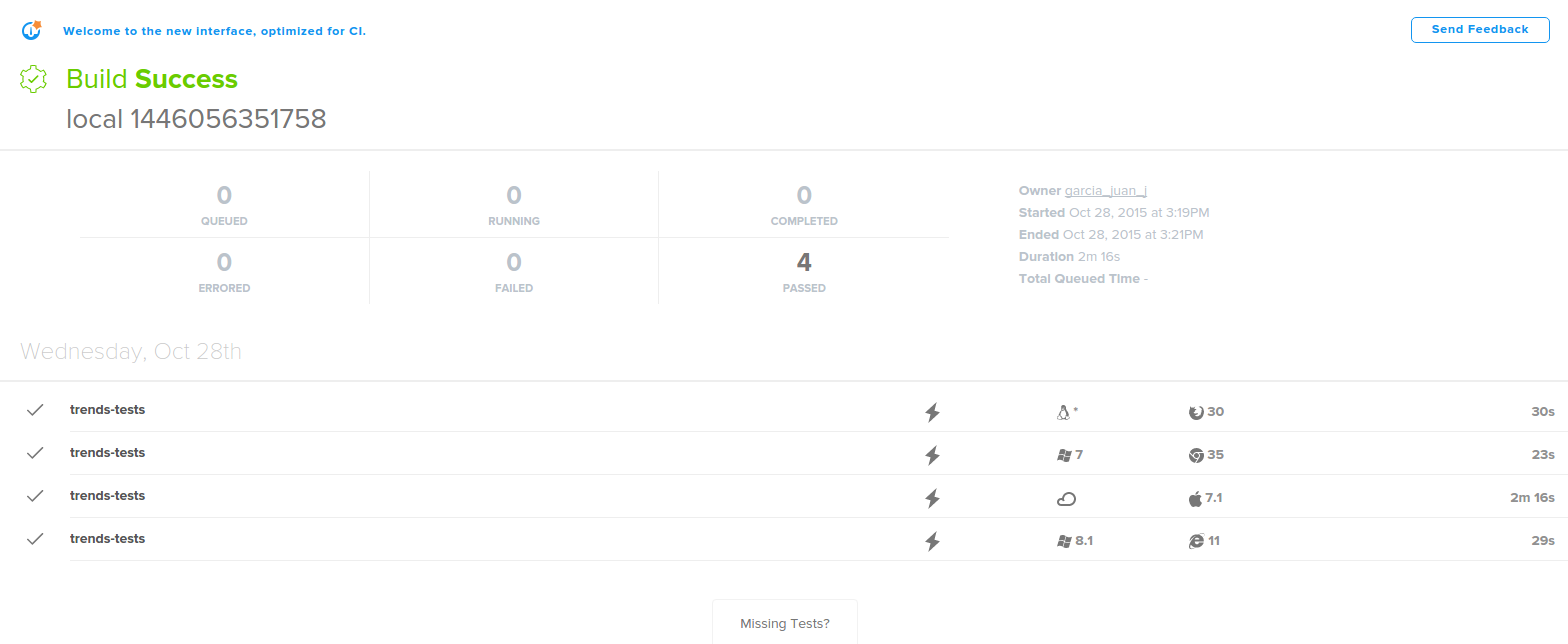 Welcome to the new interface, optimized for CI.
Send Feedback
Build Success
local 1446056351758
0
QUEUED
0
RUNNING
0
COMPLETED
0
ERRORED
0
FAILED
4
PASSED
Owner garcia_juan_j
Started Oct 28, 2015 at 3:19PM
Ended Oct 28, 2015 at 3:21PM
Duration 2m 16s
Total Queued Time -
Wednesday, Oct 28th
trends-tests * 30 30s
trends-tests 7 35 23s
trends-tests 7.1 2m 16s
trends-tests 8.1 11 29s
Missing Tests?